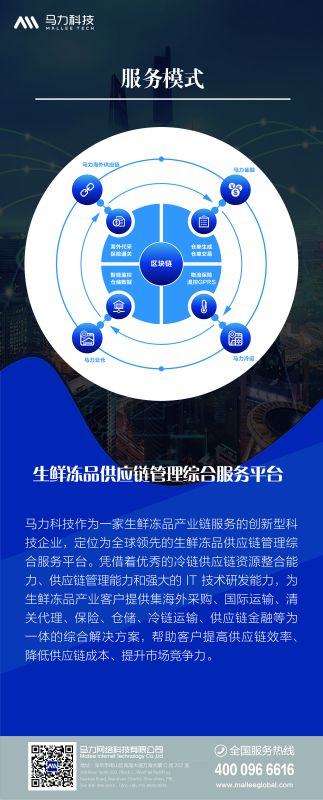 马力科技
MALLEE TECH
服务模式
马力海外供应链
马力金融
海外代采
保险通关
仓单生成
仓单交易
区块链
智能监控
仓储数据
物流保险
温控GPRS
马力云仓
马力冷运
生鲜冻品供应链管理综合服务平台
马力科技作为一家生鲜冻品产业链服务的创新型科
技企业，定位为全球领先的生鲜冻品供应链管理综
合服务平台。凭借着优秀的冷链供应链资源整合能
力、供应链管理能力和强大的 IT 技术研发能力，为
生鲜冻品产业客户提供集海外采购、国际运输、清
关代理、保险、仓储、冷链运输、供应链金融等为
一体的综合解决方案，帮助客户提高供应链效率、
降低供应链成本、提升市场竞争力。
马力网络科技有限公司
Mallee Internet Technology Co., Ltd
全国服务热线
400 096 6616
www.malleeglobal.com